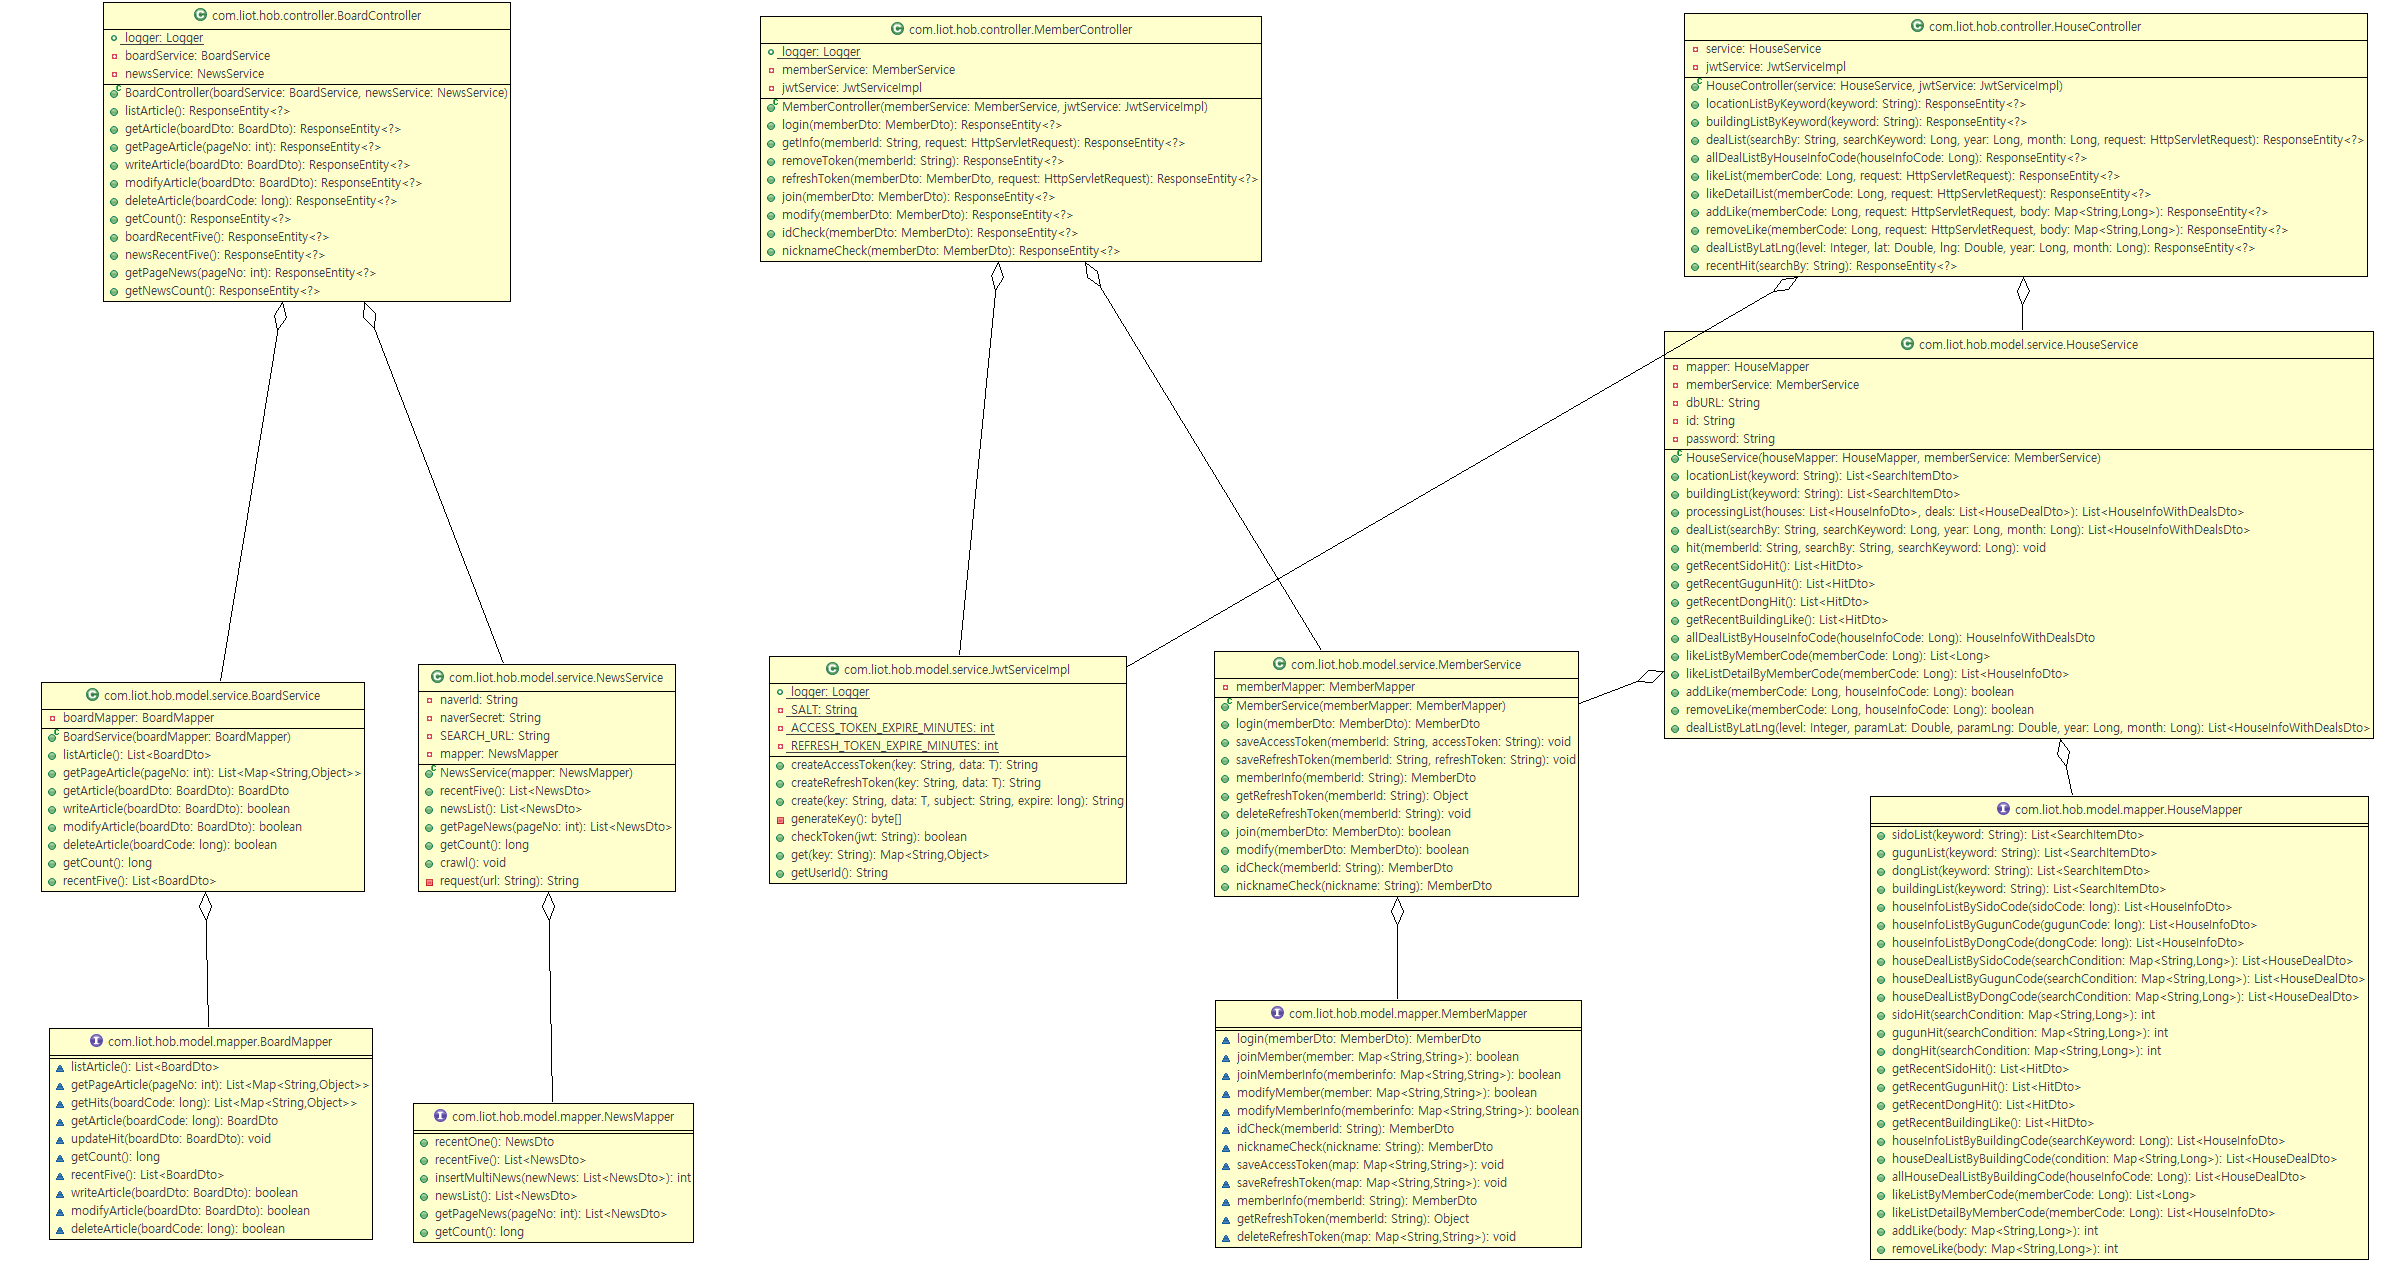 com.liot.hob.controller.BoardController
logger: Logger
boardService: BoardService
newsService: NewsService
BoardController(boardService: BoardService, newsService: NewsService)
listArticle(): ResponseEntity<?>
getArticle(boardDto: BoardDto): ResponseEntity<?>
getPageArticle(pageNo: int): ResponseEntity<?>
writeArticle(boardDto: BoardDto): ResponseEntity<?>
modifyArticle(boardDto: BoardDto): ResponseEntity<?>
deleteArticle(boardCode: long): ResponseEntity<?>
getCount(): ResponseEntity<?>
boardRecentFive(): ResponseEntity<?>
newsRecentFive(): ResponseEntity<?>
getPageNews(pageNo: int): ResponseEntity<?>
getNewsCount(): ResponseEntity<?>
com.liot.hob.controller.MemberController
logger: Logger
memberService: MemberService
jwtService: JwtServiceImpl
MemberController(memberService: MemberService, jwtService: JwtServiceImpl)
login(memberDto: MemberDto): ResponseEntity<?>
getInfo(memberId: String, request: HttpServletRequest): ResponseEntity<?>
removeToken(memberId: String): ResponseEntity<?>
refreshToken(memberDto: MemberDto, request: HttpServletRequest): ResponseEntity<?>
join(memberDto: MemberDto): ResponseEntity<?>
modify(memberDto: MemberDto): ResponseEntity<?>
idCheck(memberDto: MemberDto): ResponseEntity<?>
nicknameCheck(memberDto: MemberDto): ResponseEntity<?>
com.liot.hob.controller.HouseController
service: HouseService
jwtService: JwtServiceImpl
HouseController(service: HouseService, jwtService: JwtServiceImpl)
locationListByKeyword(keyword: String): ResponseEntity<?>
buildingListByKeyword(keyword: String): ResponseEntity<?>
dealList(searchBy: String, searchKeyword: Long, year: Long, month: Long, request: HttpServletRequest): ResponseEntity<?>
allDealListByHouseInfoCode(houseInfoCode: Long): ResponseEntity<?>
likeList(memberCode: Long, request: HttpServletRequest): ResponseEntity<?>
likeDetailList(memberCode: Long, request: HttpServletRequest): ResponseEntity<?>
addLike(memberCode: Long, request: HttpServletRequest, body: Map<String,Long>): ResponseEntity<?>
removeLike(memberCode: Long, request: HttpServletRequest, body: Map<String,Long>): ResponseEntity<?>
dealListByLatLng(level: Integer, lat: Double, lng: Double, year: Long, month: Long): ResponseEntity<?>
recentHit(searchBy: String): ResponseEntity<?>
com.liot.hob.model.service.HouseService
mapper: HouseMapper
memberService: MemberService
dbURL: String
id: String
password: String
HouseService(houseMapper: HouseMapper, memberService: MemberService)
locationList(keyword: String): List<SearchItemDto>
buildingList(keyword: String): List<SearchItemDto>
processingList(houses: List<HouseInfoDto>, deals: List<HouseDealDto>): List<HouseInfoWithDealsDto>
dealList(searchBy: String, searchKeyword: Long, year: Long, month: Long): List<HouseInfoWithDealsDto>
hit(memberId: String, searchBy: String, searchKeyword: Long): void
getRecentSidoHit(): List<HitDto>
getRecentGugunHit(): List<HitDto>
getRecentDongHit(): List<HitDto>
getRecentBuildingLike(): List<HitDto>
allDealListByHouseInfoCode(houseInfoCode: Long): HouseInfoWithDealsDto
likeListByMemberCode(memberCode: Long): List<Long>
likeListDetailByMemberCode(memberCode: Long): List<HouseInfoDto>
addLike(memberCode: Long, houseInfoCode: Long): boolean
removeLike(memberCode: Long, houseInfoCode: Long): boolean
dealListByLatLng(level: Integer, paramLat: Double, paramLng: Double, year: Long, month: Long): List<HouseInfoWithDealsDto>
com.liot.hob.model.service.BoardService
boardMapper: BoardMapper
BoardService(boardMapper: BoardMapper)
listArticle(): List<BoardDto>
getPageArticle(pageNo: int): List<Map<String,Object>>
getArticle(boardDto: BoardDto): BoardDto
writeArticle(boardDto: BoardDto): boolean
modifyArticle(boardDto: BoardDto): boolean
deleteArticle(boardCode: long): boolean
getCount(): long
recentFive(): List<BoardDto>
com.liot.hob.model.service.NewsService
naverId: String
naverSecret: String
SEARCH_URL: String
mapper: NewsMapper
NewsService(mapper: NewsMapper)
recentFive(): List<NewsDto>
newsList(): List<NewsDto>
getPageNews(pageNo: int): List<NewsDto>
getCount(): long
crawl(): void
request(url: String): String
com.liot.hob.model.service.JwtServiceImpl
logger: Logger
SALT: String
ACCESS_TOKEN_EXPIRE_MINUTES: int
REFRESH_TOKEN_EXPIRE_MINUTES: int
createAccessToken(key: String, data: T): String
createRefreshToken(key: String, data: T): String
create(key: String, data: T, subject: String, expire: long): String
generateKey(): byte[]
checkToken(jwt: String): boolean
get(key: String): Map<String,Object>
getUserId(): String
com.liot.hob.model.service.MemberService
memberMapper: MemberMapper
MemberService(memberMapper: MemberMapper)
login(memberDto: MemberDto): MemberDto
saveAccessToken(memberId: String, accessToken: String): void
saveRefreshToken(memberId: String, refreshToken: String): void
memberInfo(memberId: String): MemberDto
getRefreshToken(memberId: String): Object
deleteRefreshToken(memberId: String): void
join(memberDto: MemberDto): boolean
modify(memberDto: MemberDto): boolean
idCheck(memberId: String): MemberDto
nicknameCheck(nickname: String): MemberDto
com.liot.hob.model.mapper.BoardMapper
listArticle(): List<BoardDto>
getPageArticle(pageNo: int): List<Map<String,Object>>
getHits(boardCode: long): List<Map<String,Object>>
getArticle(boardCode: long): BoardDto
updateHit(boardDto: BoardDto): void
getCount(): long
recentFive(): List<BoardDto>
writeArticle(boardDto: BoardDto): boolean
modifyArticle(boardDto: BoardDto): boolean
deleteArticle(boardCode: long): boolean
com.liot.hob.model.mapper.NewsMapper
recentOne(): NewsDto
recentFive(): List<NewsDto>
insertMultiNews(newNews: List<NewsDto>): int
newsList(): List<NewsDto>
getPageNews(pageNo: int): List<NewsDto>
getCount(): long
com.liot.hob.model.mapper.MemberMapper
login(memberDto: MemberDto): MemberDto
joinMember(member: Map<String,String>): boolean
joinMemberInfo(memberinfo: Map<String,String>): boolean
modifyMember(member: Map<String,String>): boolean
modifyMemberInfo(memberinfo: Map<String,String>): boolean
idCheck(memberId: String): MemberDto
nicknameCheck(nickname: String): MemberDto
saveAccessToken(map: Map<String,String>): void
saveRefreshToken(map: Map<String,String>): void
memberInfo(memberId: String): MemberDto
getRefreshToken(memberId: String): Object
deleteRefreshToken(map: Map<String,String>): void
com.liot.hob.model.mapper.HouseMapper
sidoList(keyword: String): List<SearchItemDto>
gugunList(keyword: String): List<SearchItemDto>
dongList(keyword: String): List<SearchItemDto>
buildingList(keyword: String): List<SearchItemDto>
houseInfoListBySidoCode(sidoCode: long): List<HouseInfoDto>
houseInfoListByGugunCode(gugunCode: long): List<HouseInfoDto>
houseInfoListByDongCode(dongCode: long): List<HouseInfoDto>
houseDealListBySidoCode(searchCondition: Map<String,Long>): List<HouseDealDto>
houseDealListByGugunCode(searchCondition: Map<String,Long>): List<HouseDealDto>
houseDealListByDongCode(searchCondition: Map<String,Long>): List<HouseDealDto>
sidoHit(searchCondition: Map<String,Long>): int
gugunHit(searchCondition: Map<String,Long>): int
dongHit(searchCondition: Map<String,Long>): int
getRecentSidoHit(): List<HitDto>
getRecentGugunHit(): List<HitDto>
getRecentDongHit(): List<HitDto>
getRecentBuildingLike(): List<HitDto>
houseInfoListByBuildingCode(searchKeyword: Long): List<HouseInfoDto>
houseDealListByBuildingCode(condition: Map<String,Long>): List<HouseDealDto>
allHouseDealListByBuildingCode(houseInfoCode: Long): List<HouseDealDto>
likeListByMemberCode(memberCode: Long): List<Long>
likeListDetailByMemberCode(memberCode: Long): List<HouseInfoDto>
addLike(body: Map<String,Long>): int
removeLike(body: Map<String,Long>): int